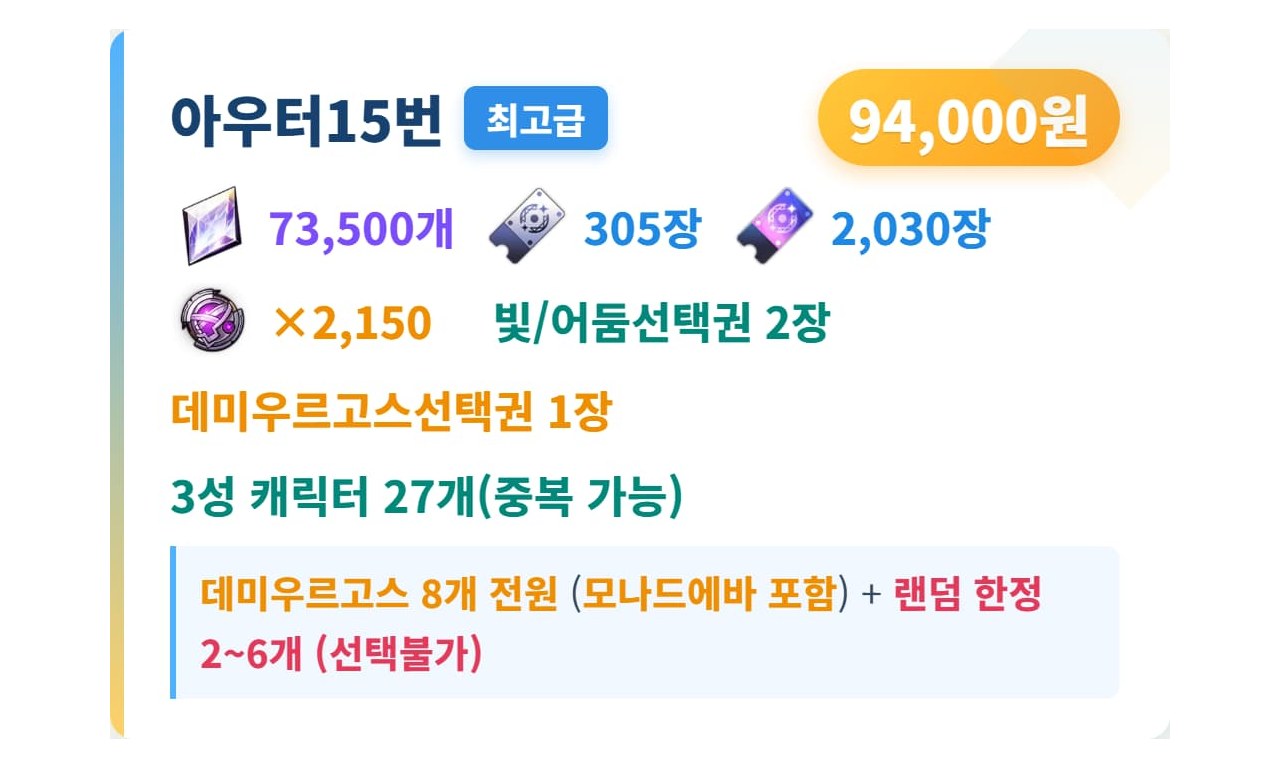 아우터15번 최고급 94,000원
73,500개 305장 2,030장
×2,150 빛/어둠선택권 2장
데미우르고스선택권 1장
3성 캐릭터 27개(중복 가능)
데미우르고스 8개 전원 (모나드에바 포함) + 랜덤 한정
2~6개 (선택불가)